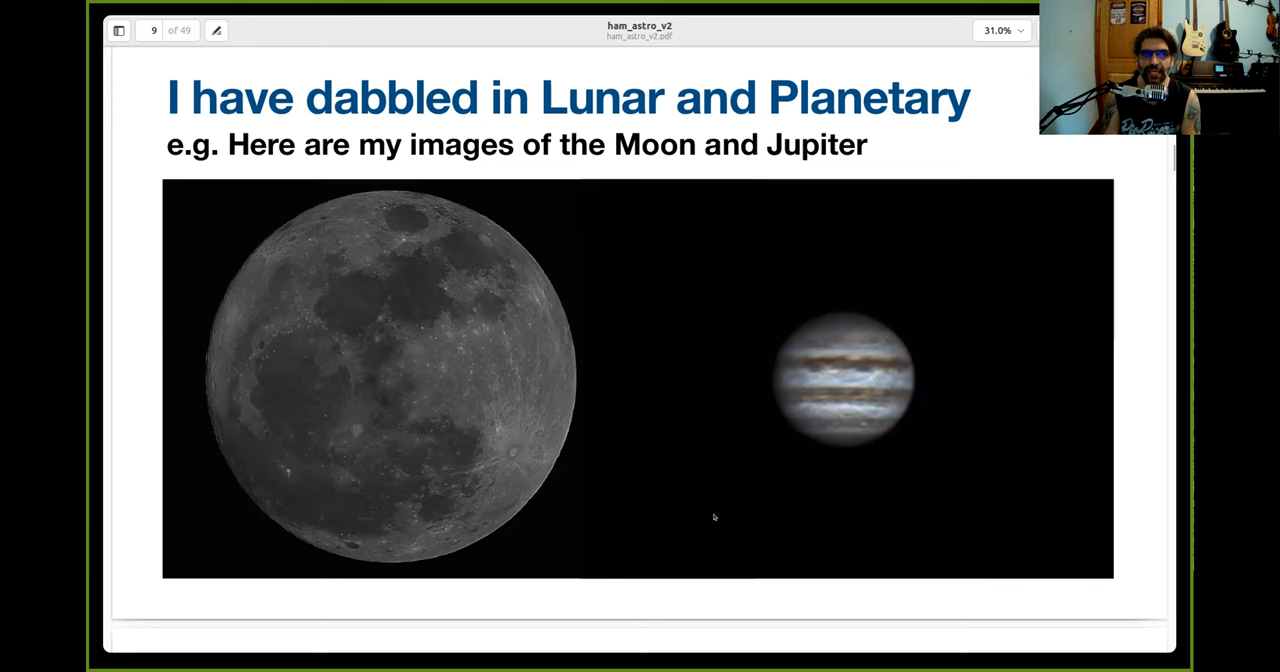 ham_astro_v2
ham_astro_v2.pdf
9 of 49
31.0%
I have dabbled in Lunar and Planetary
e.g. Here are my images of the Moon and Jupiter